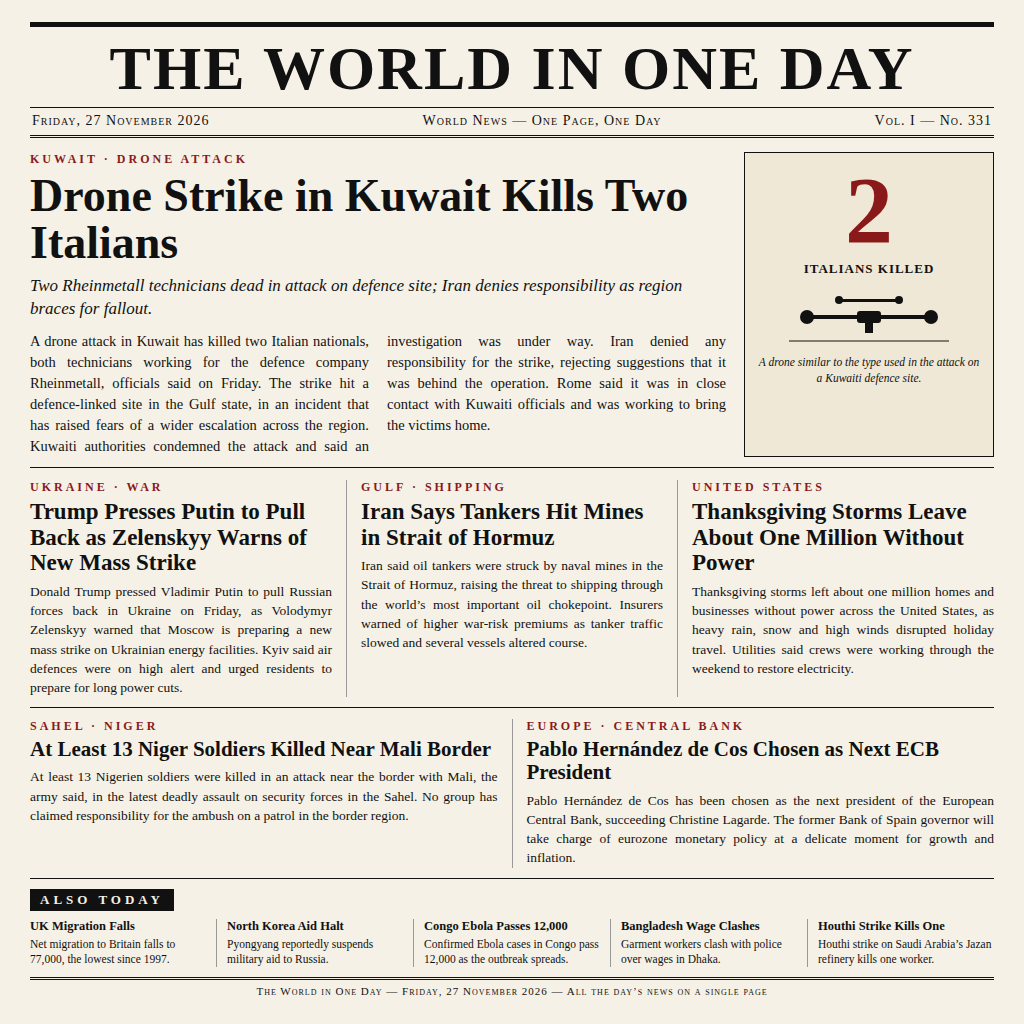 THE WORLD IN ONE DAY
Friday, 27 November 2026
World News — One Page, One Day
Vol. I — No. 331
KUWAIT · DRONE ATTACK
Drone Strike in Kuwait Kills Two
Italians
Two Rheinmetall technicians dead in attack on defence site; Iran denies responsibility as region
braces for fallout.
A drone attack in Kuwait has killed two Italian nationals,
both technicians working for the defence company
Rheinmetall, officials said on Friday. The strike hit a
defence-linked site in the Gulf state, in an incident that
has raised fears of a wider escalation across the region.
Kuwaiti authorities condemned the attack and said an
investigation was under way. Iran denied any
responsibility for the strike, rejecting suggestions that it
was behind the operation. Rome said it was in close
contact with Kuwaiti officials and was working to bring
the victims home.
2
ITALIANS KILLED
A drone similar to the type used in the attack on
a Kuwaiti defence site.
UKRAINE · WAR
Trump Presses Putin to Pull
Back as Zelenskyy Warns of
New Mass Strike
Donald Trump pressed Vladimir Putin to pull Russian
forces back in Ukraine on Friday, as Volodymyr
Zelenskyy warned that Moscow is preparing a new
mass strike on Ukrainian energy facilities. Kyiv said air
defences were on high alert and urged residents to
prepare for long power cuts.
GULF · SHIPPING
Iran Says Tankers Hit Mines
in Strait of Hormuz
Iran said oil tankers were struck by naval mines in the
Strait of Hormuz, raising the threat to shipping through
the world’s most important oil chokepoint. Insurers
warned of higher war-risk premiums as tanker traffic
slowed and several vessels altered course.
UNITED STATES
Thanksgiving Storms Leave
About One Million Without
Power
Thanksgiving storms left about one million homes and
businesses without power across the United States, as
heavy rain, snow and high winds disrupted holiday
travel. Utilities said crews were working through the
weekend to restore electricity.
SAHEL · NIGER
At Least 13 Niger Soldiers Killed Near Mali Border
At least 13 Nigerien soldiers were killed in an attack near the border with Mali, the
army said, in the latest deadly assault on security forces in the Sahel. No group has
claimed responsibility for the ambush on a patrol in the border region.
EUROPE · CENTRAL BANK
Pablo Hernández de Cos Chosen as Next ECB
President
Pablo Hernández de Cos has been chosen as the next president of the European
Central Bank, succeeding Christine Lagarde. The former Bank of Spain governor will
take charge of eurozone monetary policy at a delicate moment for growth and
inflation.
ALSO TODAY
UK Migration Falls
Net migration to Britain falls to
77,000, the lowest since 1997.
North Korea Aid Halt
Pyongyang reportedly suspends
military aid to Russia.
Congo Ebola Passes 12,000
Confirmed Ebola cases in Congo pass
12,000 as the outbreak spreads.
Bangladesh Wage Clashes
Garment workers clash with police
over wages in Dhaka.
Houthi Strike Kills One
Houthi strike on Saudi Arabia’s Jazan
refinery kills one worker.
The World in One Day — Friday, 27 November 2026 — All the day’s news on a single page